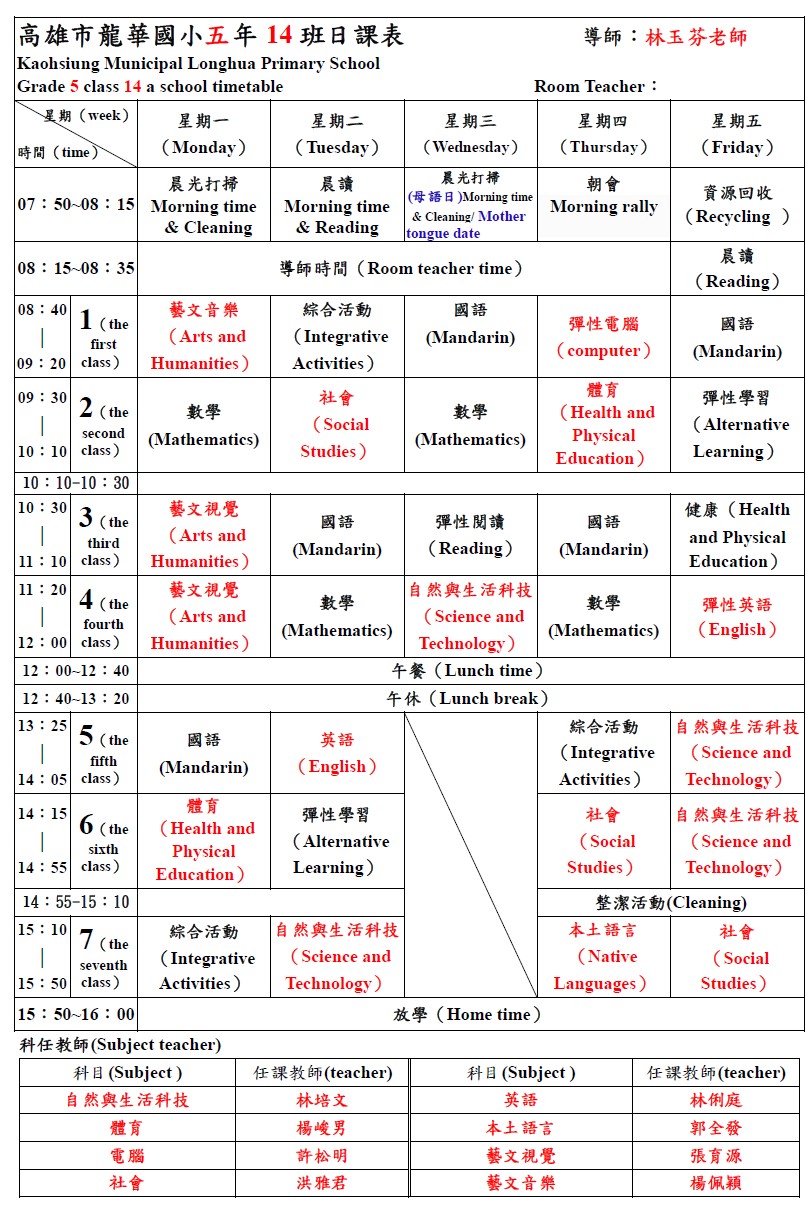 高雄市龍華國小五年 14 班日課表 導師：林玉芬老師
Kaohsiung Municipal Longhua Primary School
Grade 5 class 14 a school timetable Room Teacher：
星期（week）
時間（time）
星期一
（Monday）
星期二
（Tuesday）
星期三
（Wednesday）
星期四
（Thursday）
星期五
（Friday）
07：50~08：15
晨光打掃
Morning time
& Cleaning
晨讀
Morning time
& Reading
晨光打掃
(母語日)Morning time
& Cleaning/ Mother
tongue date
朝會
Morning rally
資源回收
（Recycling ）
08：15~08：35
導師時間（Room teacher time）
晨讀
（Reading）
08：40
|
09：20
1（the
first
class）
藝文音樂
（Arts and
Humanities）
綜合活動
（Integrative
Activities）
國語
(Mandarin)
彈性電腦
（computer）
國語
(Mandarin)
09：30
|
10：10
2（the
second
class）
數學
(Mathematics)
社會
（Social
Studies）
數學
(Mathematics)
體育
（Health and
Physical
Education）
彈性學習
（Alternative
Learning）
10：10-10：30
10：30
|
11：10
3（the
third
class）
藝文視覺
（Arts and
Humanities）
國語
(Mandarin)
彈性閱讀
（Reading）
國語
(Mandarin)
健康（Health
and Physical
Education）
11：20
|
12：00
4（the
fourth
class）
藝文視覺
（Arts and
Humanities）
數學
(Mathematics)
自然與生活科技
（Science and
Technology）
數學
(Mathematics)
彈性英語
（English）
12：00~12：40
午餐（Lunch time）
12：40~13：20
午休（Lunch break）
13：25
|
14：05
5（the
fifth
class）
國語
(Mandarin)
英語
（English）
綜合活動
（Integrative
Activities）
自然與生活科技
（Science and
Technology）
14：15
|
14：55
6（the
sixth
class）
體育
（Health and
Physical
Education）
彈性學習
（Alternative
Learning）
社會
（Social
Studies）
自然與生活科技
（Science and
Technology）
14：55-15：10
整潔活動(Cleaning)
15：10
|
15：50
7（the
seventh
class）
綜合活動
（Integrative
Activities）
自然與生活科技
（Science and
Technology）
本土語言
（Native
Languages）
社會
（Social
Studies）
15：50~16：00
放學（Home time）
科任教師(Subject teacher)
科目(Subject ) 任課教師(teacher) 科目(Subject ) 任課教師(teacher)
自然與生活科技 林培文 英語 林俐庭
體育 楊峻男 本土語言 郭全發
電腦 許松明 藝文視覺 張育源
社會 洪雅君 藝文音樂 楊佩穎